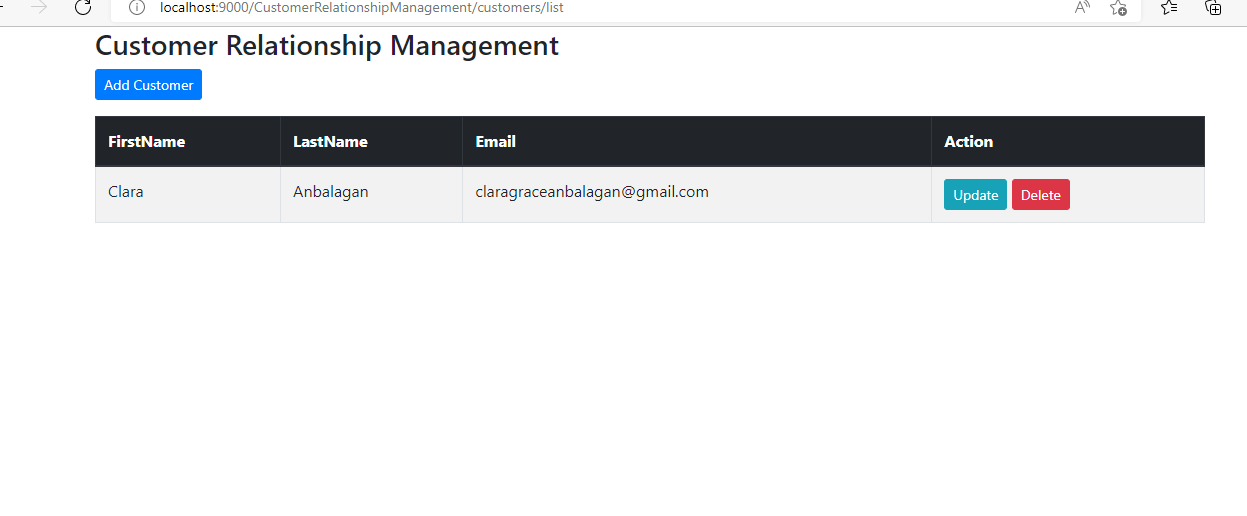 localhost:9000/CustomerRelationshipManagement/customers/list
Customer Relationship Management
Add Customer
FirstName LastName Email Action
Clara Anbalagan claragraceanbalagan@gmail.com Update Delete